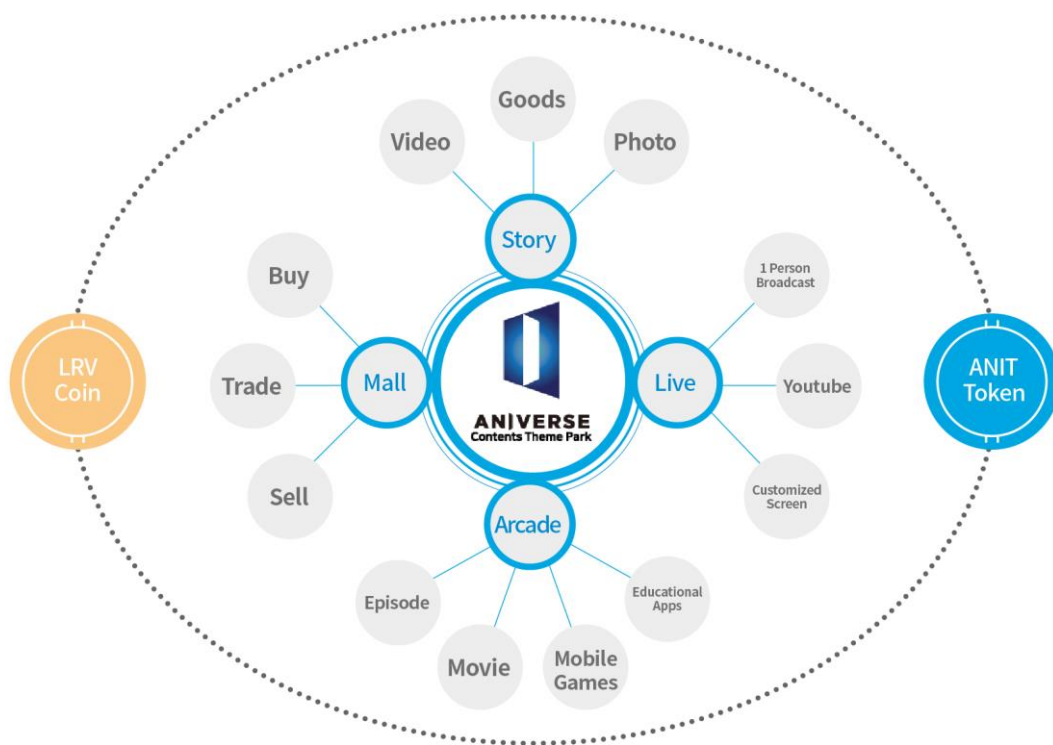 Goods
Video
Photo
Story
Buy
1 Person
Broadcast
LRV
Coin
Trade
Mall
ANIVERSE
Contents Theme Park
Live
Youtube
ANIT
Token
Sell
Customized
Screen
Arcade
Episode
Educational
Apps
Movie
Mobile
Games